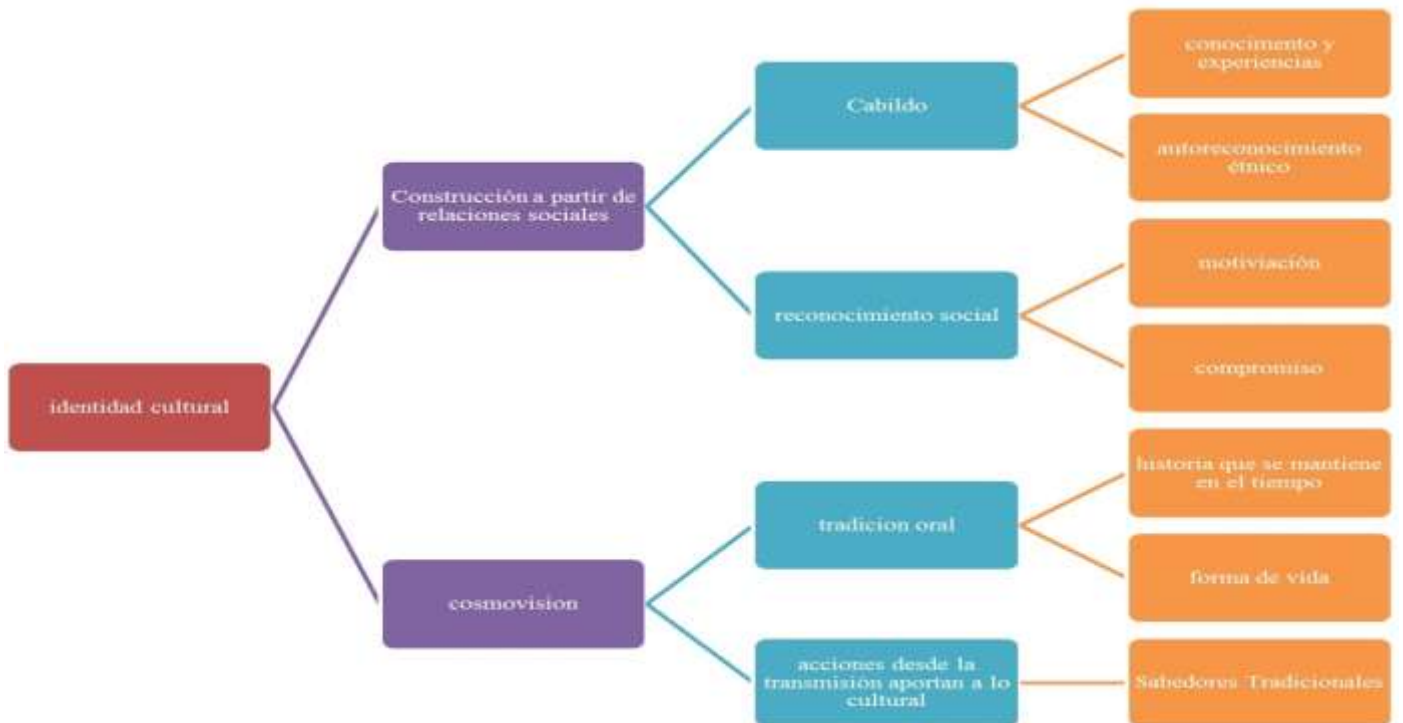 identidad cultural
Construcción a partir de
relaciones sociales
cosmovision
Cabildo
reconocimiento social
tradicion oral
acciones desde la
transmisión aportan a lo
cultural
conocimento y
experiencias
autoreconocimiento
étnico
motiviación
compromiso
historia que se mantiene
en el tiempo
forma de vida
Sabedores Tradicionales